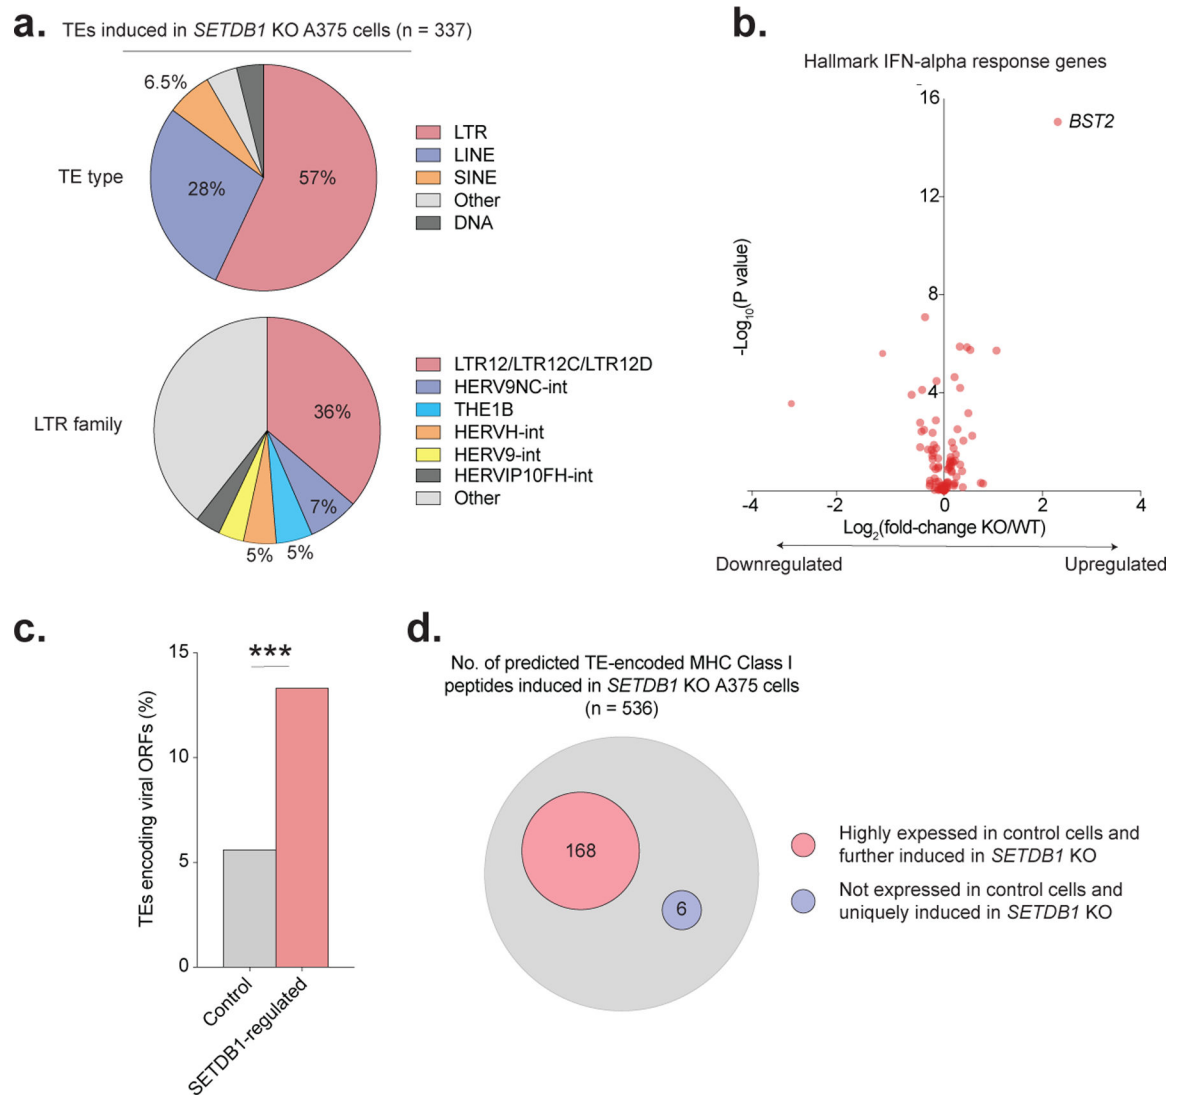 a.
TEs induced in SETDB1 KO A375 cells (n = 337)
6.5%
28%
57%
TE type
LTR
LINE
SINE
Other
DNA
36%
7%
5%
5%
LTR family
LTR12/LTR12C/LTR12D
HERV9NC-int
THE1B
HERVH-int
HERV9-int
HERVIP10FH-int
Other
b.
Hallmark IFN-alpha response genes
16
12
8
4
-Log10(P value)
BST2
-4
-2
0
2
4
Log2(fold-change KO/WT)
Downregulated
Upregulated
c.
15
10
5
0
TEs encoding viral ORFs (%)
***
Control
SETDB1-regulated
d.
No. of predicted TE-encoded MHC Class I
peptides induced in SETDB1 KO A375 cells
(n = 536)
168
6
Highly expressed in control cells and
further induced in SETDB1 KO
Not expressed in control cells and
uniquely induced in SETDB1 KO